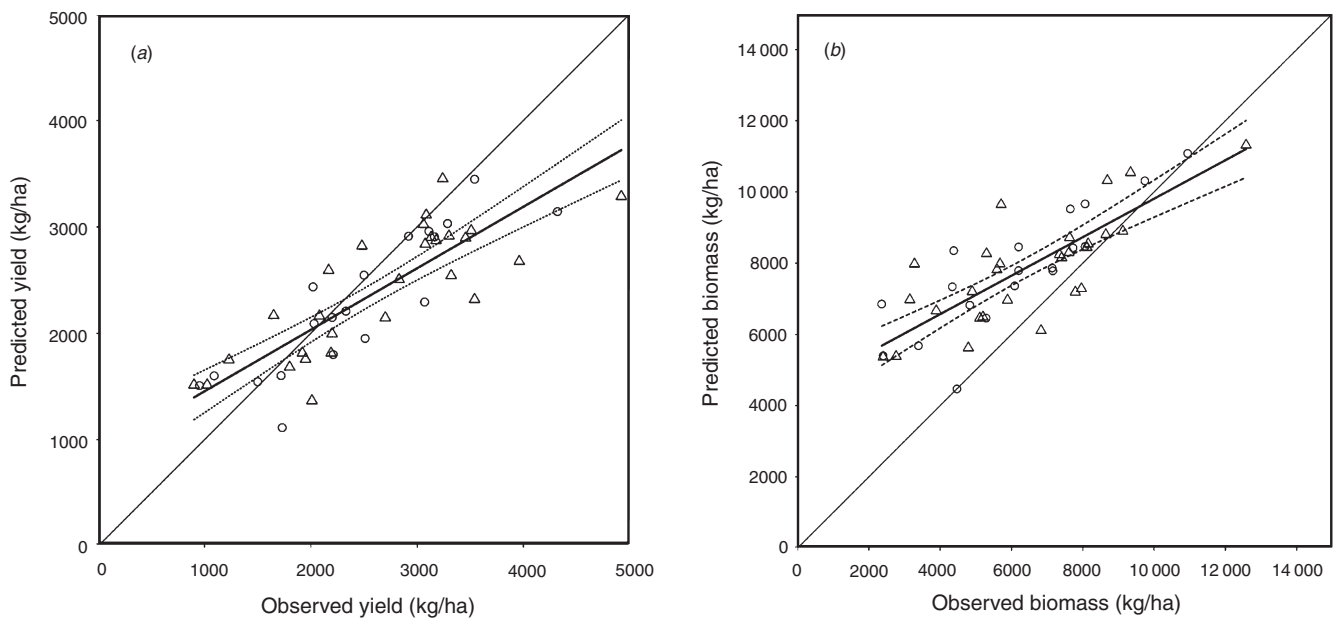 (a)
Predicted yield (kg/ha)
5000
4000
3000
2000
1000
0
0 1000 2000 3000 4000 5000
Observed yield (kg/ha)
(b)
Predicted biomass (kg/ha)
14 000
12 000
10 000
8000
6000
4000
2000
0
0 2000 4000 6000 8000 10 000 12 000 14 000
Observed biomass (kg/ha)